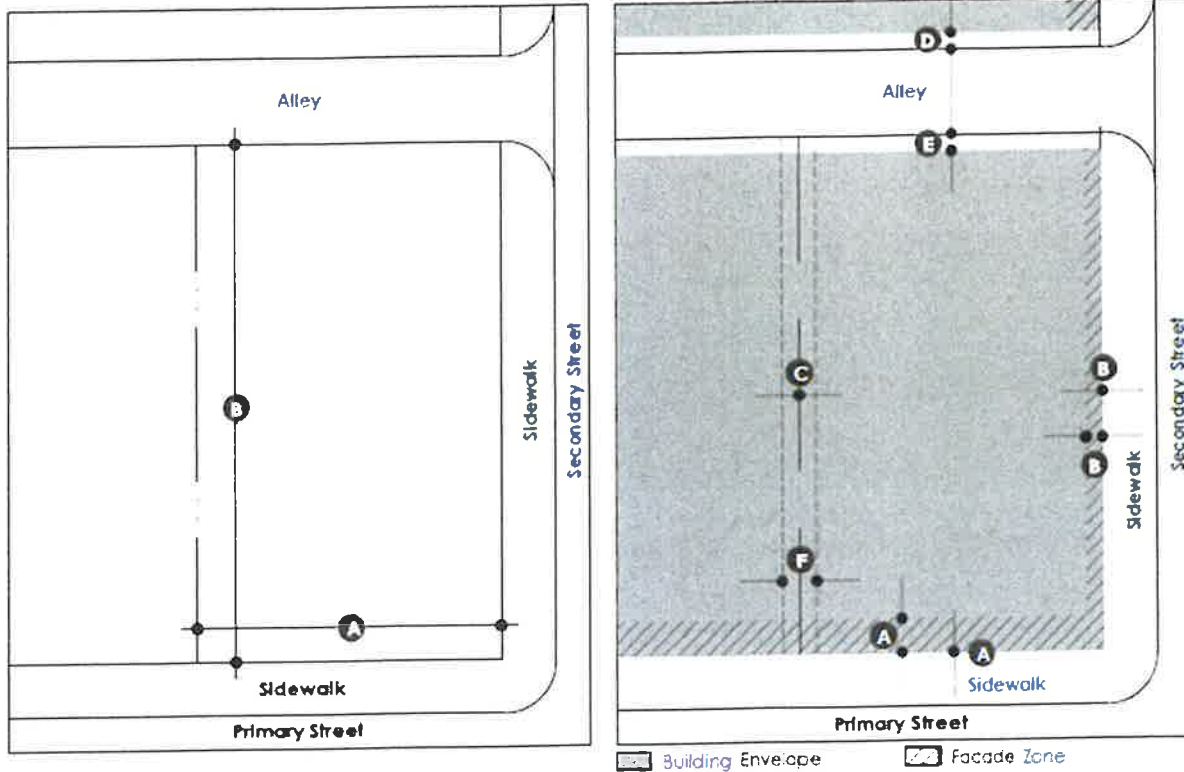 Alley
B
Sidewalk
Secondary Street
A
Sidewalk
Primary Street
D
Alley
E
C
B
B
Sidewalk
Secondary Street
F
A
A
Sidewalk
Primary Street
Building Envelope
Facade Zone